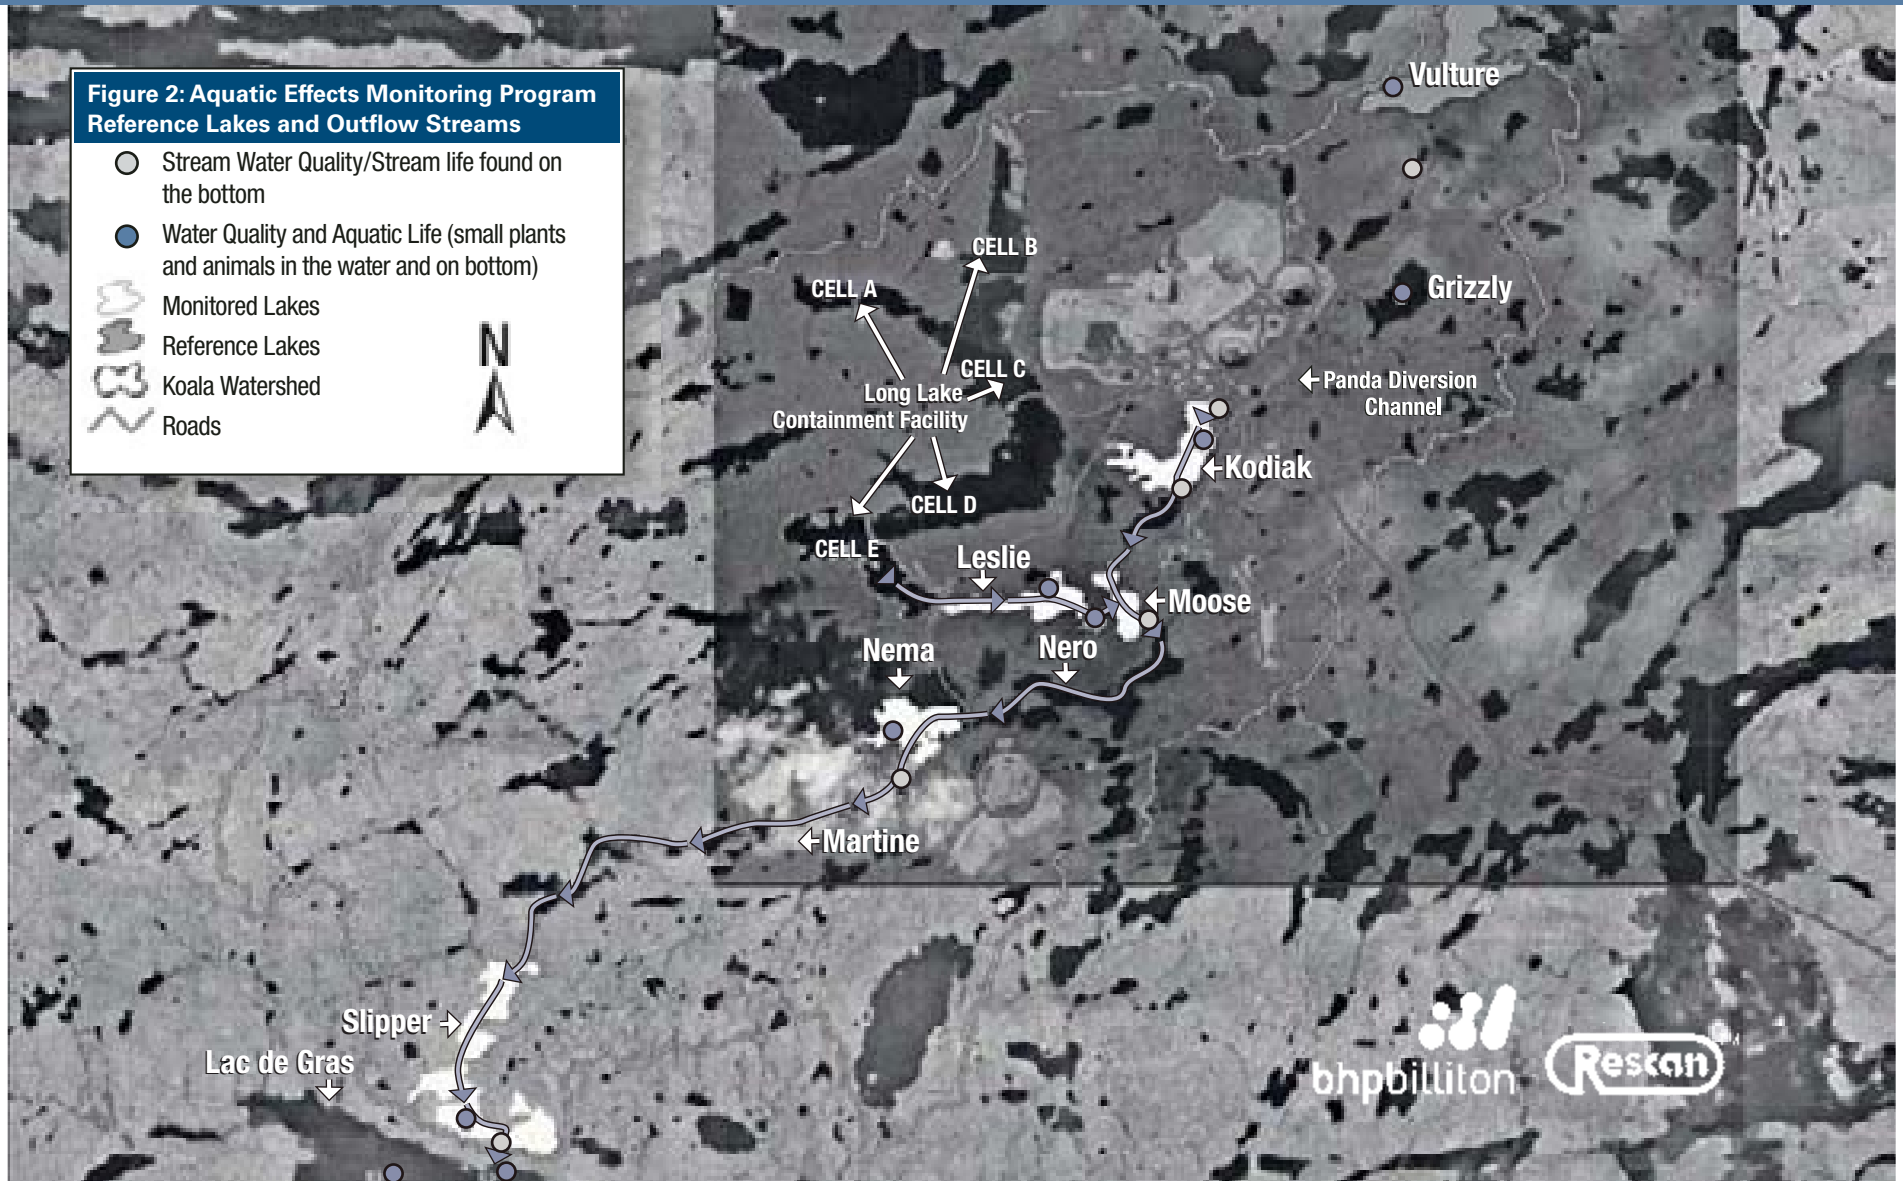 Figure 2: Aquatic Effects Monitoring Program
Reference Lakes and Outflow Streams
Stream Water Quality/Stream life found on
the bottom
Water Quality and Aquatic Life (small plants
and animals in the water and on bottom)
Monitored Lakes
Reference Lakes
Koala Watershed
Roads
N
Vulture
CELL B
CELL A
Grizzly
CELL C
Long Lake
Containment Facility
Panda Diversion
Channel
Kodiak
CELL D
CELL E
Leslie
Moose
Nema
Nero
Martine
Slipper
Lac de Gras
bhpbilliton
Rescan